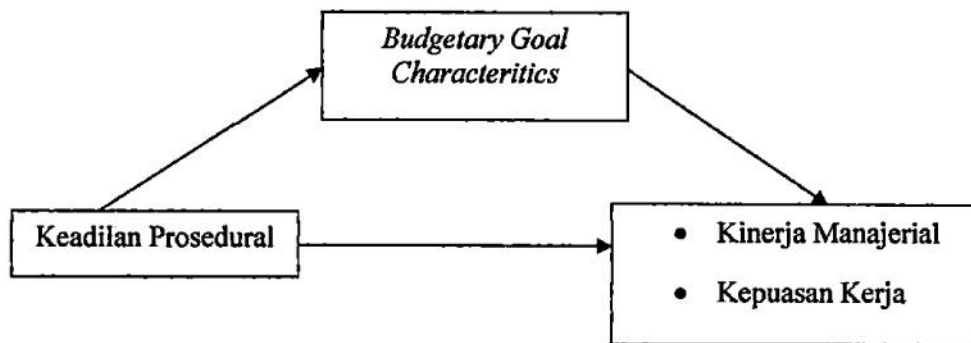 Budgetary Goal
Characteritics
Keadilan Prosedural
• Kinerja Manajerial
• Kepuasan Kerja